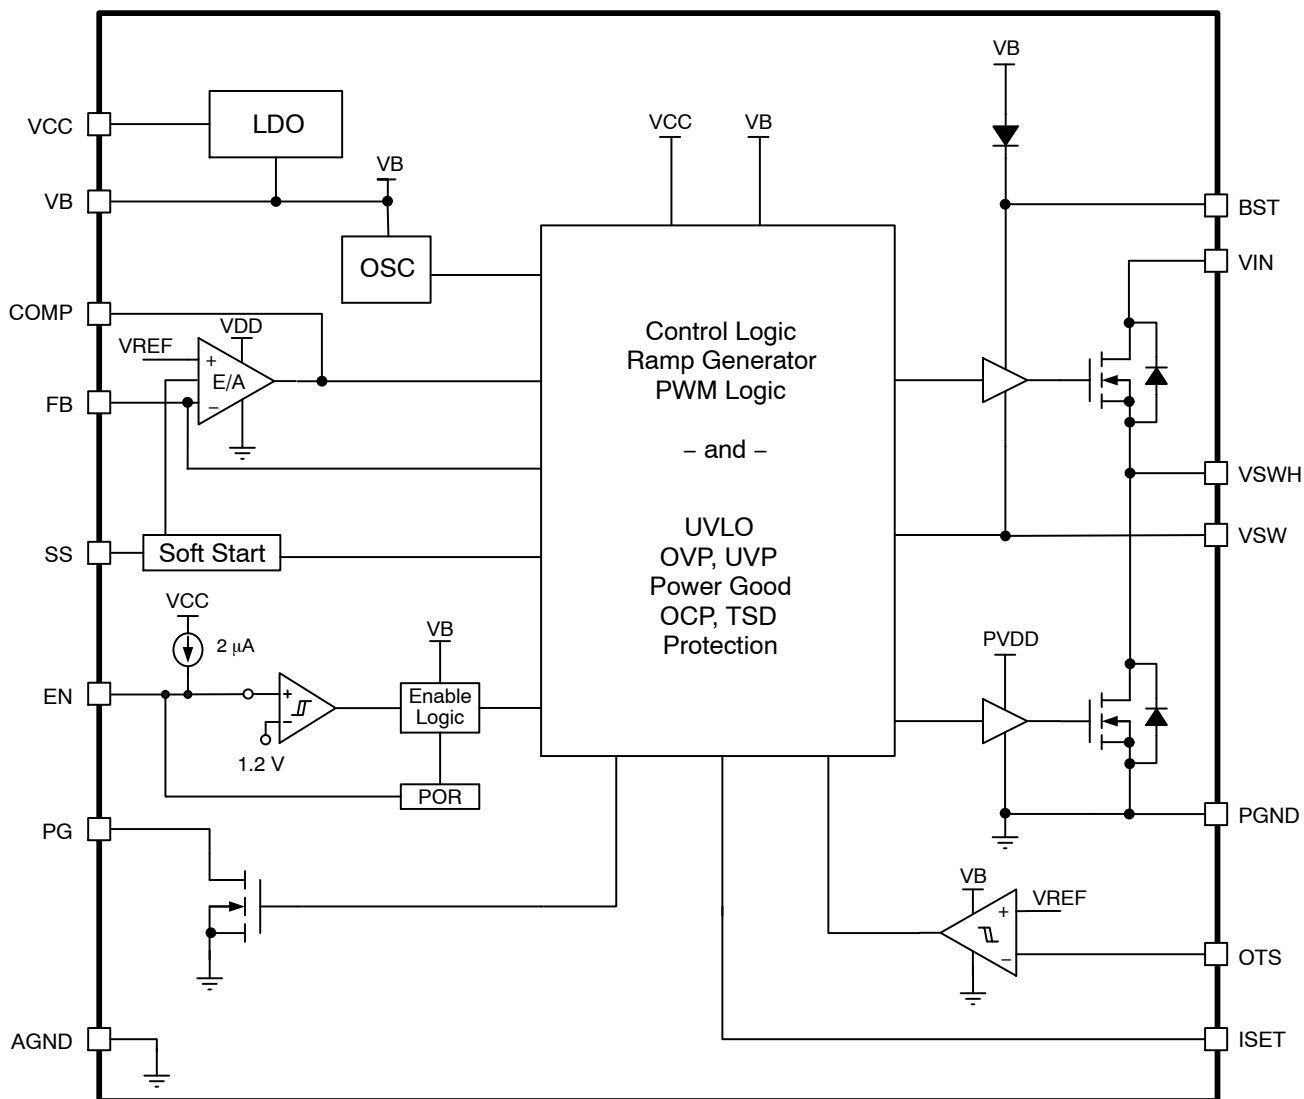 VB
VCC
LDO
VCC
VB
VB
VB
BST
OSC
VIN
COMP
VDD
VREF
+
E/A
−
FB
Control Logic
Ramp Generator
PWM Logic
– and –
UVLO
OVP, UVP
Power Good
OCP, TSD
Protection
VSWH
VSW
SS
Soft Start
VCC
2 μA
VB
PVDD
EN
+
−
Enable
Logic
1.2 V
POR
PG
PGND
VB
VREF
+
−
OTS
AGND
ISET